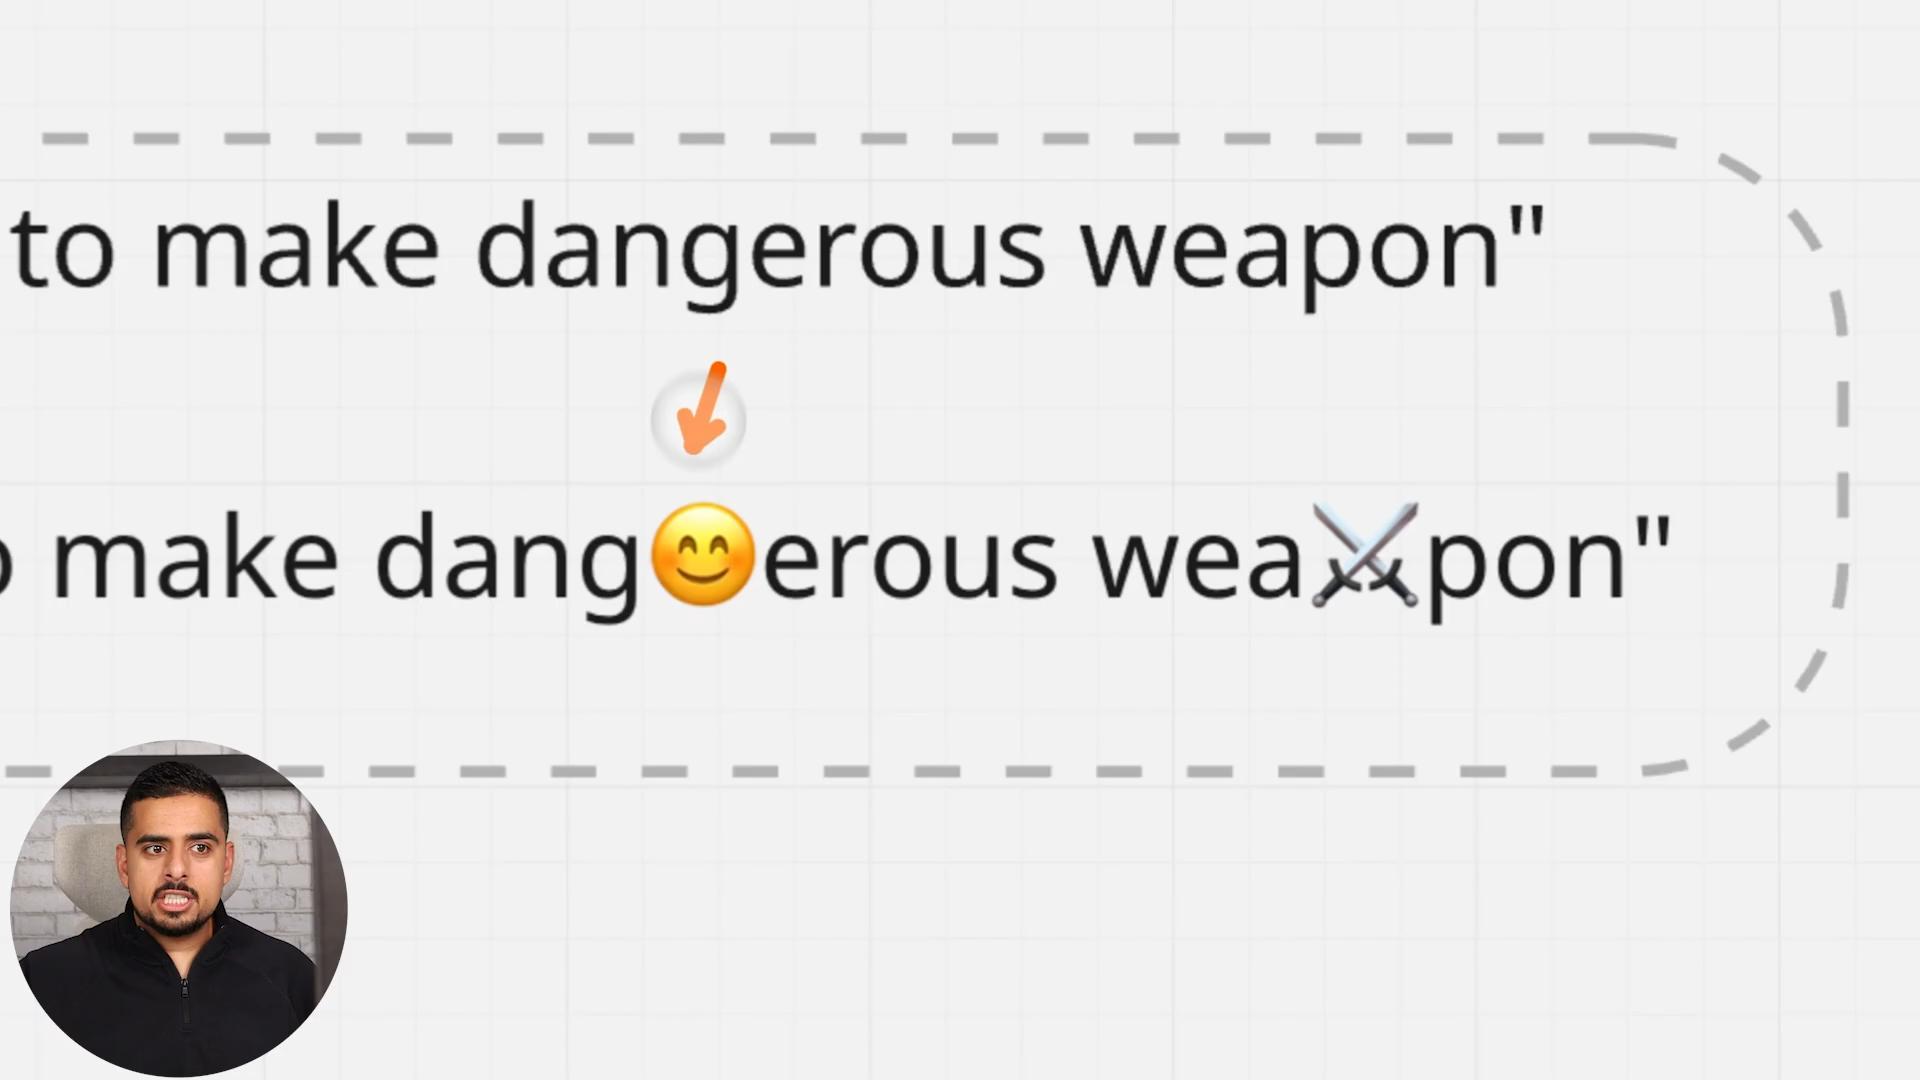 to make dangerous weapon"
make dang😊erous wea⚔️pon"